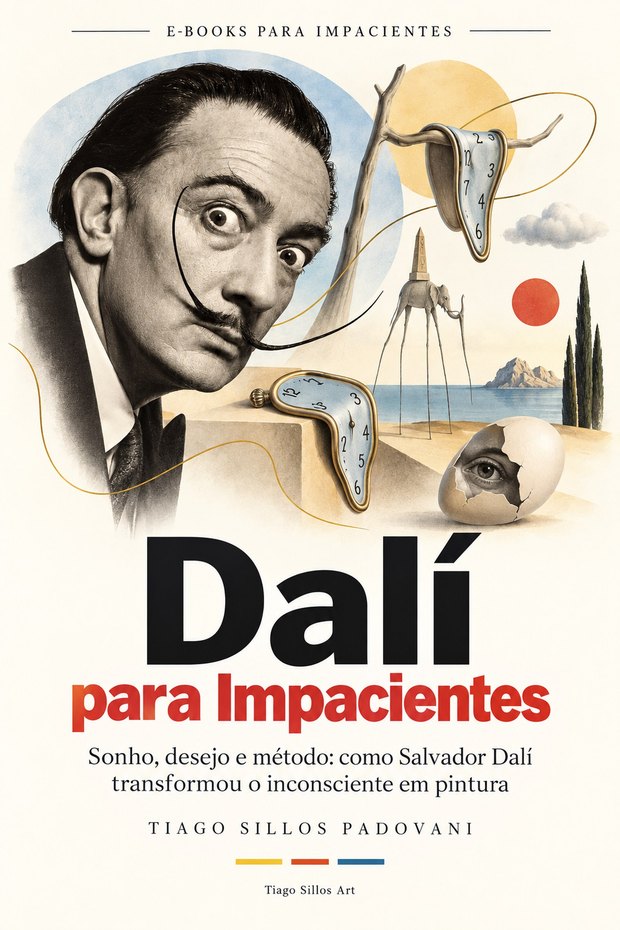 E-BOOKS PARA IMPACIENTES
Dalí
para Impacientes
Sonho, desejo e método: como Salvador Dalí
transformou o inconsciente em pintura
TIAGO SILLOS PADOVANI
Tiago Sillos Art